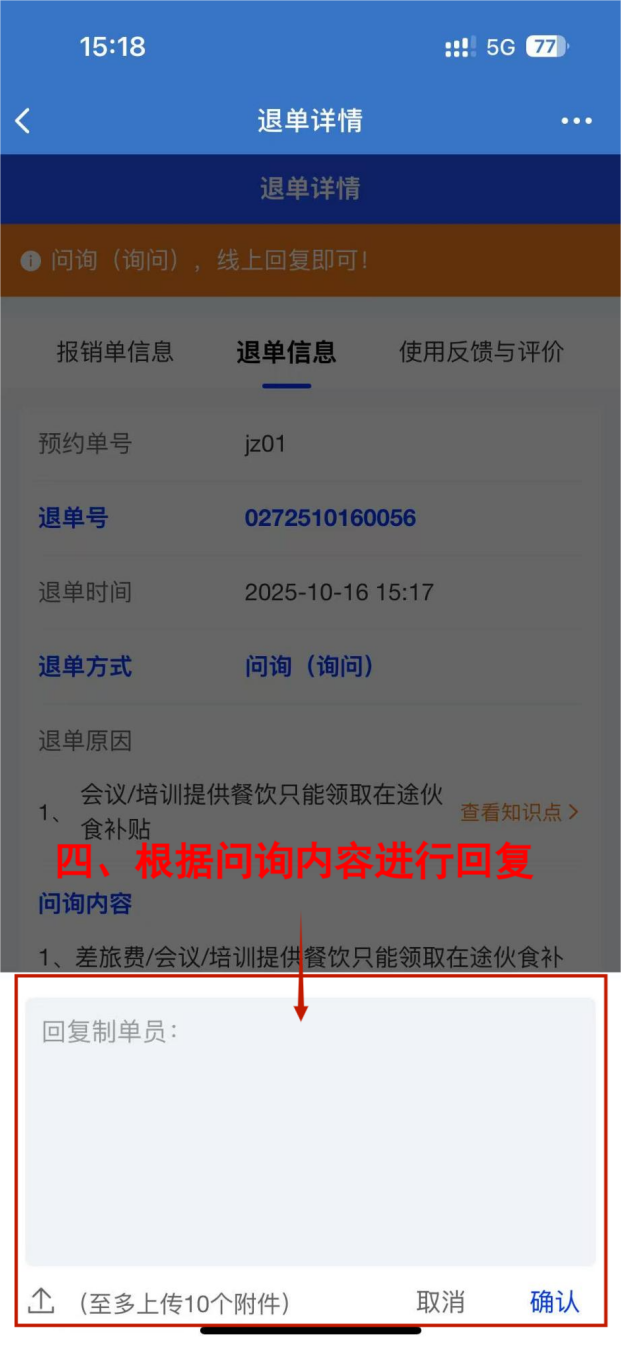 15:18
5G 77
退单详情
退单详情
问询（询问），线上回复即可！
报销单信息 退单信息 使用反馈与评价
预约单号 jz01
退单号 0272510160056
退单时间 2025-10-16 15:17
退单方式 问询（询问）
退单原因
1、 会议/培训提供餐饮只能领取在途伙
食补贴 查看知识点
四、根据问询内容进行回复
问询内容
1、差旅费/会议/培训提供餐饮只能领取在途伙食补
回复制单员：
（至多上传10个附件） 取消 确认